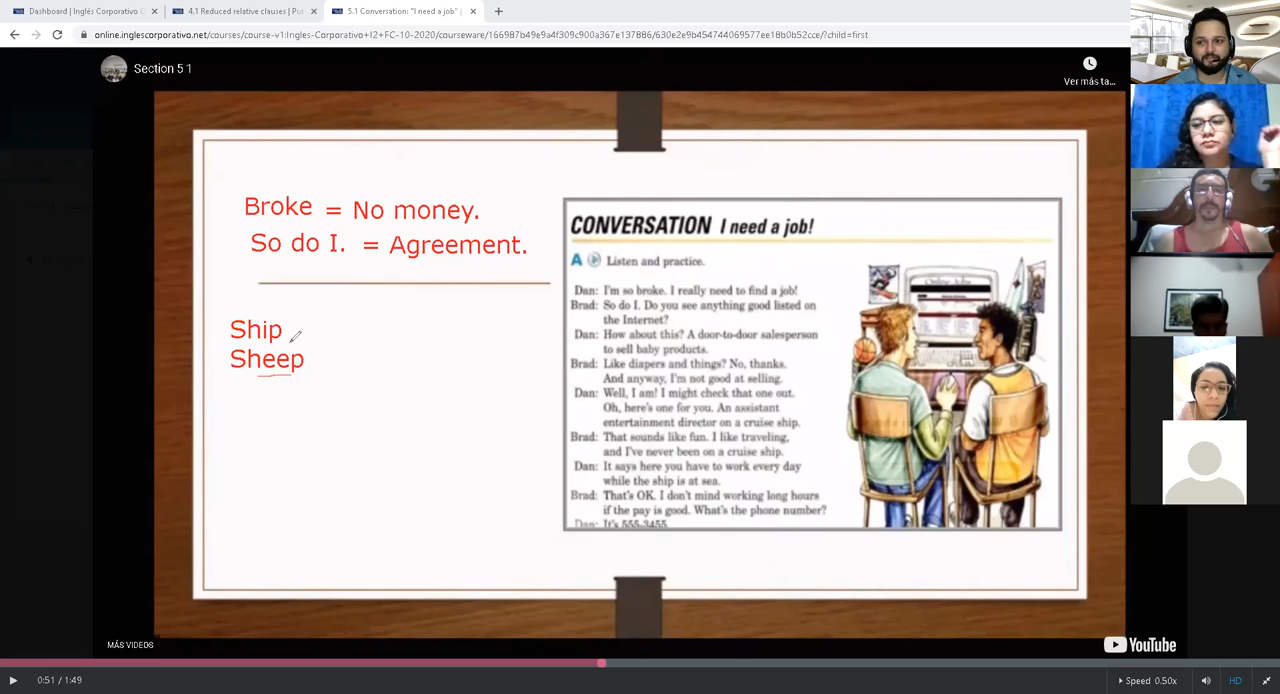 Dashboard | Inglés Corporativo
4.1 Reduced relative clauses |
5.1 Conversation: "I need a job" |
online.inglescorporativo.net/courses/course-v1:Ingles-Corporativo+I2+FC-10-2020/
Section 5 1
Ver más ta...
Broke = No money.
So do I. = Agreement.
Ship
Sheep
CONVERSATION I need a job!
A Listen and practice.
Dan: I'm so broke. I really need to find a job!
Brad: So do I. Do you see anything good listed on
the Internet?
Dan: How about this? A door-to-door salesperson
to sell baby products.
Brad: Like diapers and things? No, thanks.
And anyway, I'm not good at selling.
Dan: Well, I am! I might check that one out.
Oh, here's one for you. An assistant
entertainment director on a cruise ship.
Brad: That sounds like fun. I like traveling,
and I've never been on a cruise ship.
Dan: It says here you have to work every day
while the ship is at sea.
Brad: That's OK. I don't mind working long hours
if the pay is good. What's the phone number?
Dan: It's 555-3455
Online Jobs
MÁS VIDEOS
YouTube
0:51 / 1:49
Speed 0.50x
HD